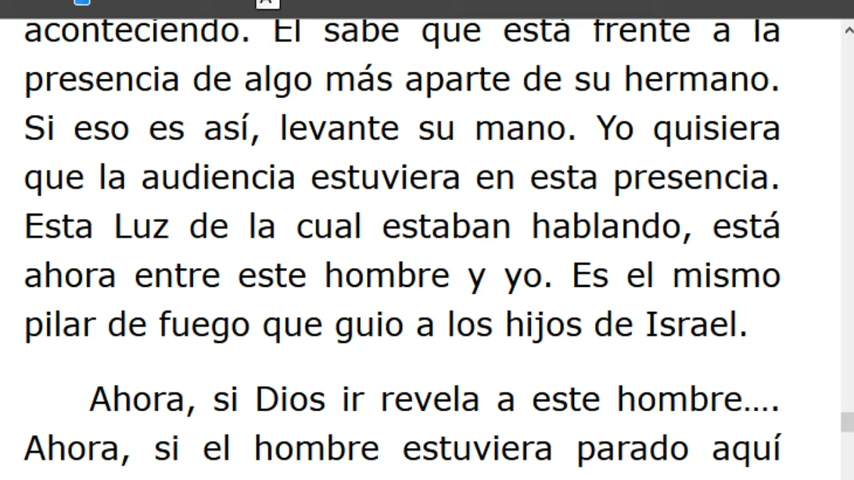 aconteciendo. Él sabe que está frente a la
presencia de algo más aparte de su hermano.
Si eso es así, levante su mano. Yo quisiera
que la audiencia estuviera en esta presencia.
Esta Luz de la cual estaban hablando, está
ahora entre este hombre y yo. Es el mismo
pilar de fuego que guio a los hijos de Israel.
Ahora, si Dios ir revela a este hombre….
Ahora, si el hombre estuviera parado aquí